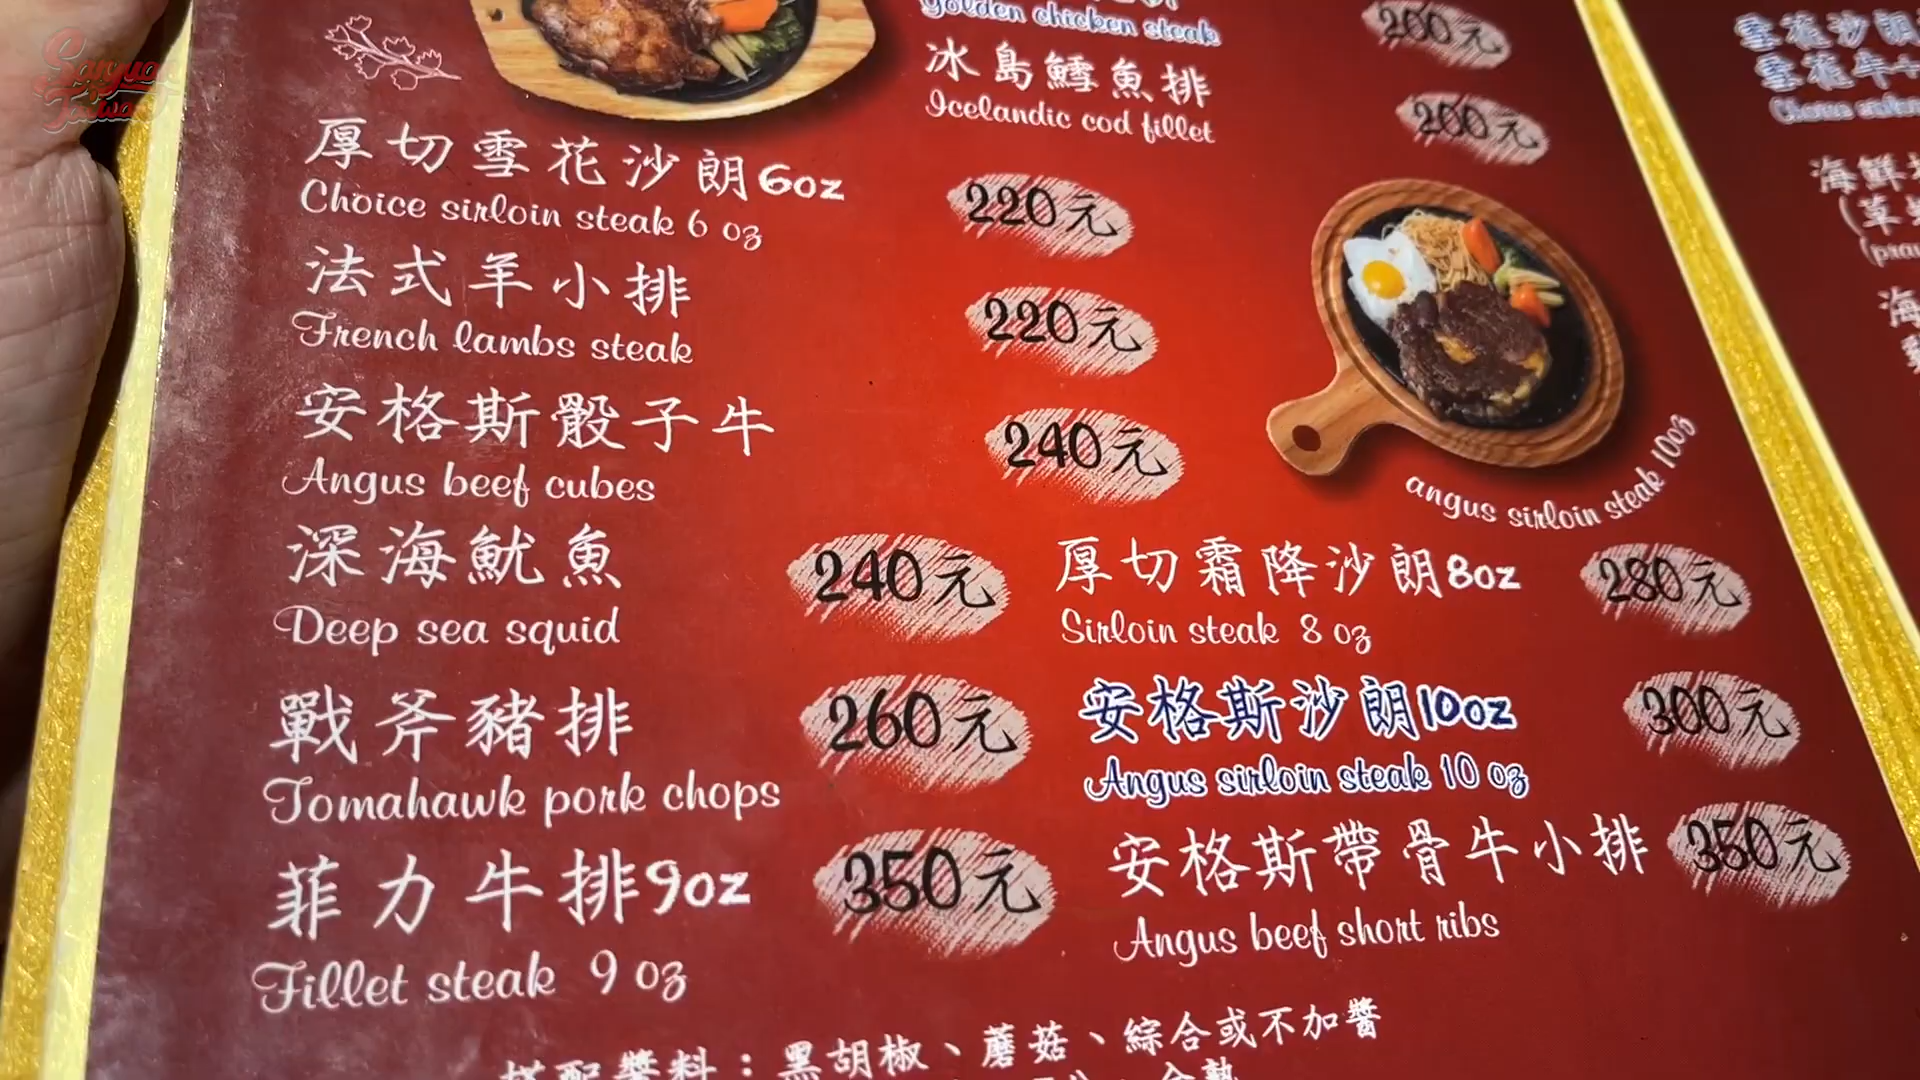 Golden chicken steak 200元
冰島鱈魚排
Icelandic cod fillet 200元
厚切雪花沙朗6oz
Choice sirloin steak 6 oz 220元
法式羊小排
French lambs steak 220元
安格斯骰子牛
Angus beef cubes 240元
深海魷魚
Deep sea squid 240元
戰斧豬排
Tomahawk pork chops 260元
菲力牛排9oz
Fillet steak 9 oz 350元
angus sirloin steak 10oz
厚切霜降沙朗8oz
Sirloin steak 8 oz 280元
安格斯沙朗10oz
Angus sirloin steak 10 oz 300元
安格斯帶骨牛小排
Angus beef short ribs 350元
搭配醬料：黑胡椒、蘑菇、綜合或不加醬
雪花沙朗
雪花牛
海鮮